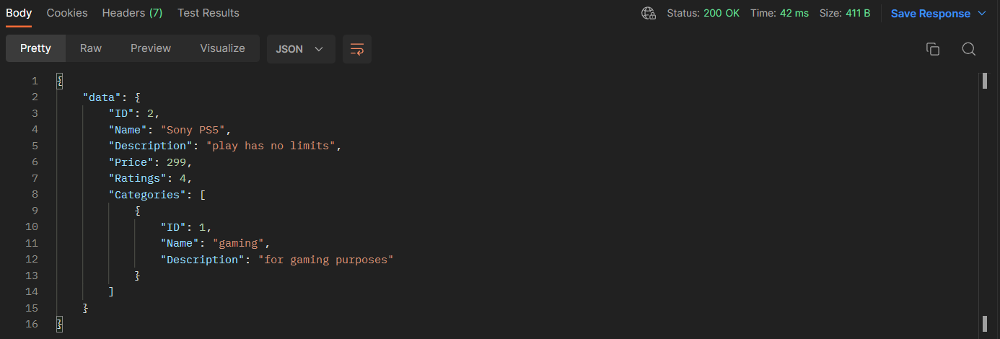 Body Cookies Headers (7) Test Results Status: 200 OK Time: 42 ms Size: 411 B Save Response
Pretty Raw Preview Visualize JSON
1 {
2 "data": {
3 "ID": 2,
4 "Name": "Sony PS5",
5 "Description": "play has no limits",
6 "Price": 299,
7 "Ratings": 4,
8 "Categories": [
9 {
10 "ID": 1,
11 "Name": "gaming",
12 "Description": "for gaming purposes"
13 }
14 ]
15 }
16 }